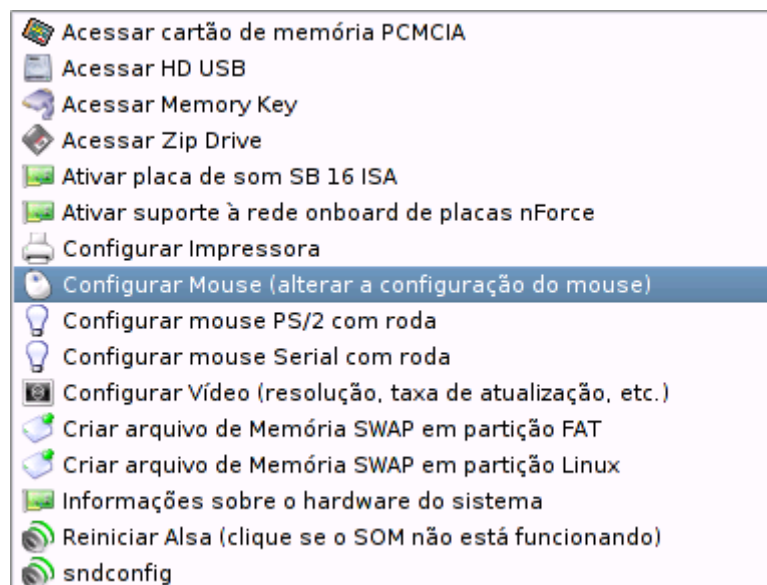 Acessar cartão de memória PCMCIA
Acessar HD USB
Acessar Memory Key
Acessar Zip Drive
Ativar placa de som SB 16 ISA
Ativar suporte à rede onboard de placas nForce
Configurar Impressora
Configurar Mouse (alterar a configuração do mouse)
Configurar mouse PS/2 com roda
Configurar mouse Serial com roda
Configurar Vídeo (resolução, taxa de atualização, etc.)
Criar arquivo de Memória SWAP em partição FAT
Criar arquivo de Memória SWAP em partição Linux
Informações sobre o hardware do sistema
Reiniciar Alsa (clique se o SOM não está funcionando)
sndconfig